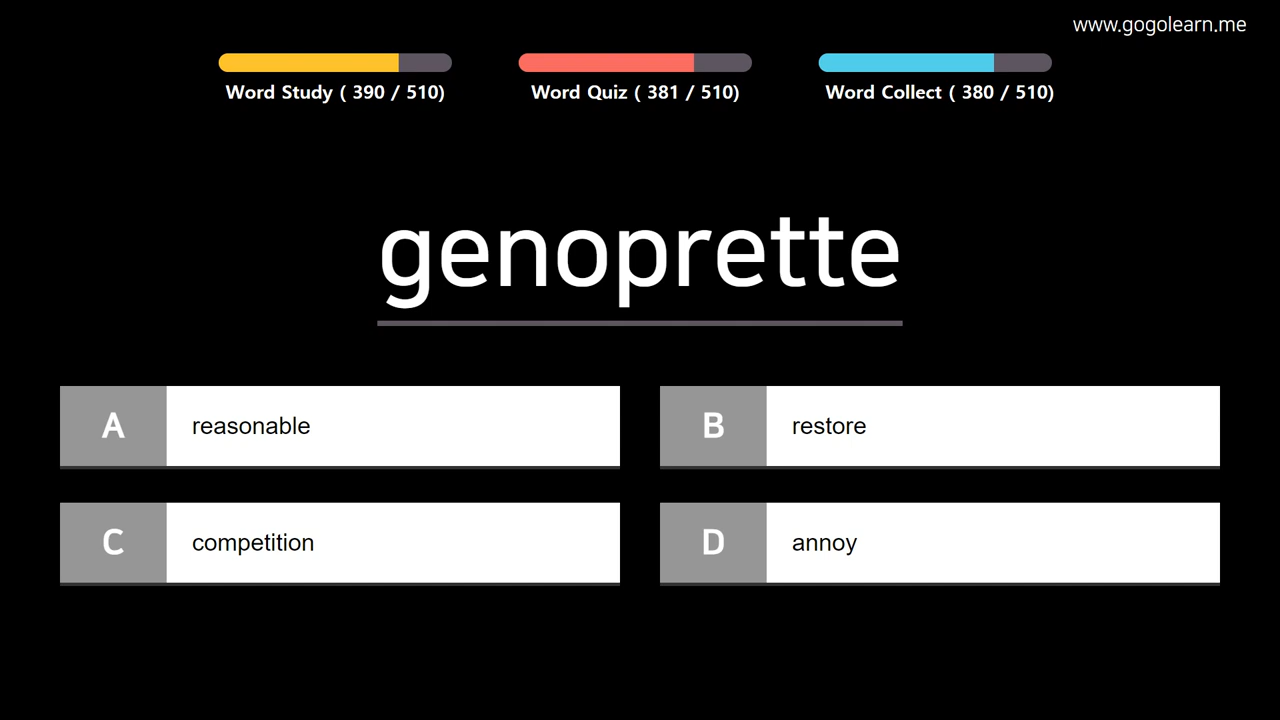 www.gogolearn.me
Word Study ( 390 / 510)
Word Quiz ( 381 / 510)
Word Collect ( 380 / 510)
genoprette
A reasonable
B restore
C competition
D annoy